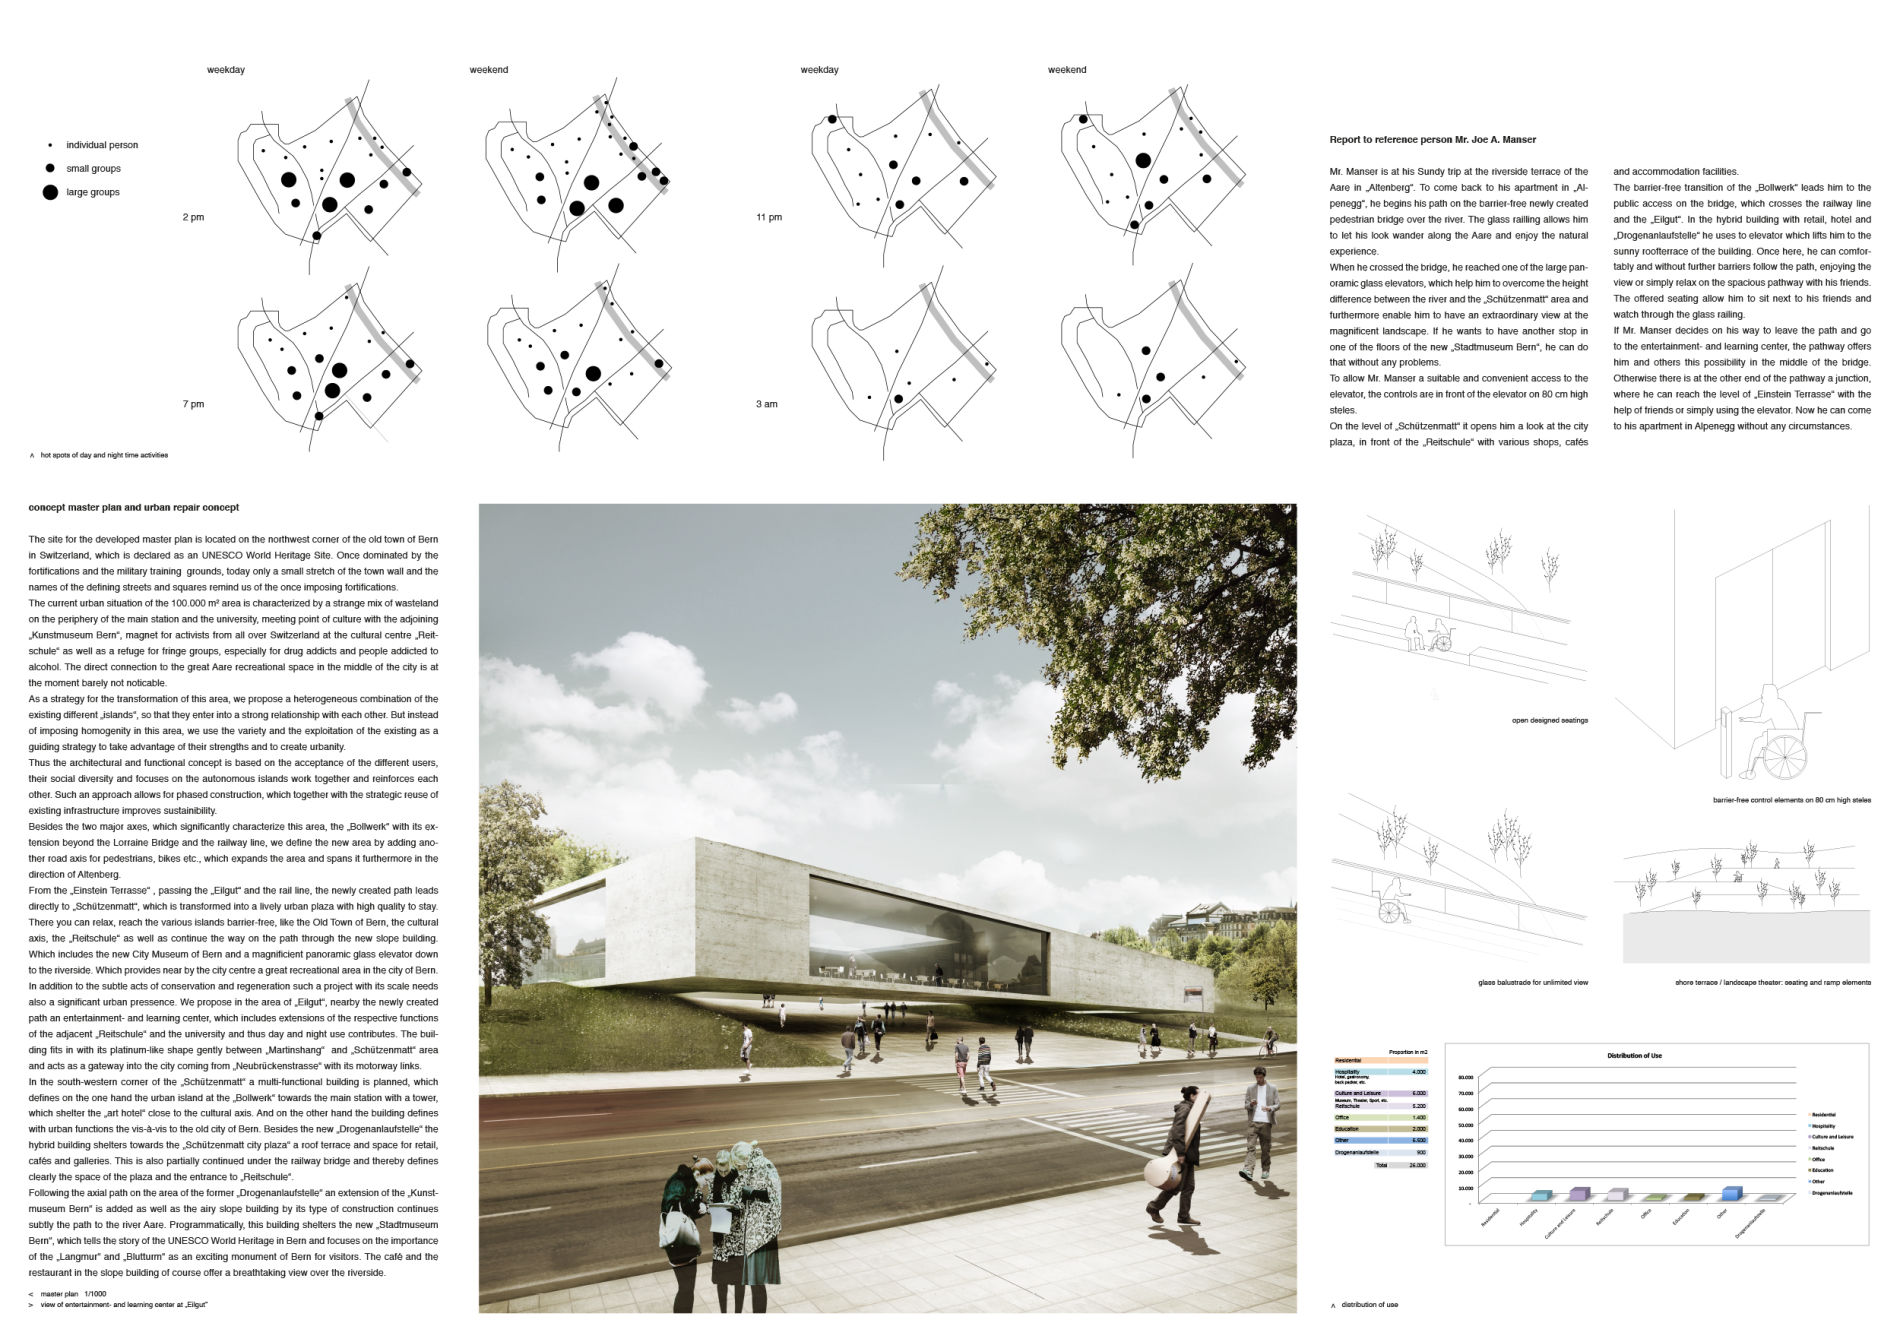 weekday
weekend
weekday
weekend
individual person
small groups
large groups
2 pm
11 pm
7 pm
3 am
ʌ hot spots of day and night time activities
Report to reference person Mr. Joe A. Manser
Mr. Manser is at his Sundy trip at the riverside terrace of the
Aare in „Altenberg“. To come back to his apartment in „Al-
penegg“, he begins his path on the barrier-free newly created
pedestrian bridge over the river. The glass railling allows him
to let his look wander along the Aare and enjoy the natural
experience.
When he crossed the bridge, he reached one of the large pan-
oramic glass elevators, which help him to overcome the height
difference between the river and the „Schützenmatt“ area and
furthermore enable him to have an extraordinary view at the
magnificent landscape. If he wants to have another stop in
one of the floors of the new „Stadtmuseum Bern“, he can do
that without any problems.
To allow Mr. Manser a suitable and convenient access to the
elevator, the controls are in front of the elevator on 80 cm high
steles.
On the level of „Schützenmatt“ it opens him a look at the city
plaza, in front of the „Reitschule“ with various shops, cafés
and accommodation facilities.
The barrier-free transition of the „Bollwerk“ leads him to the
public access on the bridge, which crosses the railway line
and the „Eilgut“. In the hybrid building with retail, hotel and
„Drogenanlaufstelle“ he uses to elevator which lifts him to the
sunny roofterrace of the building. Once here, he can comfor-
tably and without further barriers follow the path, enjoying the
view or simply relax on the spacious pathway with his friends.
The offered seating allow him to sit next to his friends and
watch through the glass railing.
If Mr. Manser decides on his way to leave the path and go
to the entertainment- and learning center, the pathway offers
him and others this possibility in the middle of the bridge.
Otherwise there is at the other end of the pathway a junction,
where he can reach the level of „Einstein Terrasse“ with the
help of friends or simply using the elevator. Now he can come
to his apartment in Alpenegg without any circumstances.
concept master plan and urban repair concept
The site for the developed master plan is located on the northwest corner of the old town of Bern
in Switzerland, which is declared as an UNESCO World Heritage Site. Once dominated by the
fortifications and the military training grounds, today only a small stretch of the town wall and the
names of the defining streets and squares remind us of the once imposing fortifications.
The current urban situation of the 100.000 m² area is characterized by a strange mix of wasteland
on the periphery of the main station and the university, meeting point of culture with the adjoining
„Kunstmuseum Bern“, magnet for activists from all over Switzerland at the cultural centre „Reit-
schule“ as well as a refuge for fringe groups, especially for drug addicts and people addicted to
alcohol. The direct connection to the great Aare recreational space in the middle of the city is at
the moment barely not noticable.
As a strategy for the transformation of this area, we propose a heterogeneous combination of the
existing different „islands“, so that they enter into a strong relationship with each other. But instead
of imposing homogenity in this area, we use the variety and the exploitation of the existing as a
guiding strategy to take advantage of their strengths and to create urbanity.
Thus the architectural and functional concept is based on the acceptance of the different users,
their social diversity and focuses on the autonomous islands work together and reinforces each
other. Such an approach allows for phased construction, which together with the strategic reuse of
existing infrastructure improves sustainibility.
Besides the two major axes, which significantly characterize this area, the „Bollwerk“ with its ex-
tension beyond the Lorraine Bridge and the railway line, we define the new area by adding ano-
ther road axis for pedestrians, bikes etc., which expands the area and spans it furthermore in the
direction of Altenberg.
From the „Einstein Terrasse“ , passing the „Eilgut“ and the rail line, the newly created path leads
directly to „Schützenmatt“, which is transformed into a lively urban plaza with high quality to stay.
There you can relax, reach the various islands barrier-free, like the Old Town of Bern, the cultural
axis, the „Reitschule“ as well as continue the way on the path through the new slope building.
Which includes the new City Museum of Bern and a magnificient panoramic glass elevator down
to the riverside. Which provides near by the city centre a great recreational area in the city of Bern.
In addition to the subtle acts of conservation and regeneration such a project with its scale needs
also a significant urban pressence. We propose in the area of „Eilgut“, nearby the newly created
path an entertainment- and learning center, which includes extensions of the respective functions
of the adjacent „Reitschule“ and the university and thus day and night use contributes. The buil-
ding fits in with its platinum-like shape gently between „Martinshang“ and „Schützenmatt“ area
and acts as a gateway into the city coming from „Neubrückenstrasse“ with its motorway links.
In the south-western corner of the „Schützenmatt“ a multi-functional building is planned, which
defines on the one hand the urban island at the „Bollwerk“ towards the main station with a tower,
which shelter the „art hotel“ close to the cultural axis. And on the other hand the building defines
with urban functions the vis-à-vis to the old city of Bern. Besides the new „Drogenanlaufstelle“ the
hybrid building shelters towards the „Schützenmatt city plaza“ a roof terrace and space for retail,
cafés and galleries. This is also partially continued under the railway bridge and thereby defines
clearly the space of the plaza and the entrance to „Reitschule“.
Following the axial path on the area of the former „Drogenanlaufstelle“ an extension of the „Kunst-
museum Bern“ is added as well as the airy slope building by its type of construction continues
subtly the path to the river Aare. Programmatically, this building shelters the new „Stadtmuseum
Bern“, which tells the story of the UNESCO World Heritage in Bern and focuses on the importance
of the „Langmur“ and „Blutturm“ as an exciting monument of Bern for visitors. The café and the
restaurant in the slope building of course offer a breathtaking view over the riverside.
< master plan 1/1000
> view of entertainment- and learning center at „Eilgut“
open designed seatings
barrier-free control elements on 80 cm high steles
glass balustrade for unlimited view
shore terrace / landscape theater: seating and ramp elements
Proportion in m2
Residential
Hospitality 4.000
Hotel, gastronomy,
back packer, etc.
Culture and Leisure 6.000
Museum, Theater, Spot, etc.
Reitschule 5.200
Office 1.400
Education 2.000
Other 6.500
Drogenanlaufstelle 900
Total 26.000
Distribution of Use
80.000
70.000
60.000
50.000
40.000
30.000
20.000
10.000
-
Residential
Hospitality
Culture and Leisure
Reitschule
Office
Education
Other
Drogenanlaufstelle
Residential
Hospitality
Culture and Leisure
Reitschule
Office
Education
Other
Drogenanlaufstelle
ʌ distribution of use